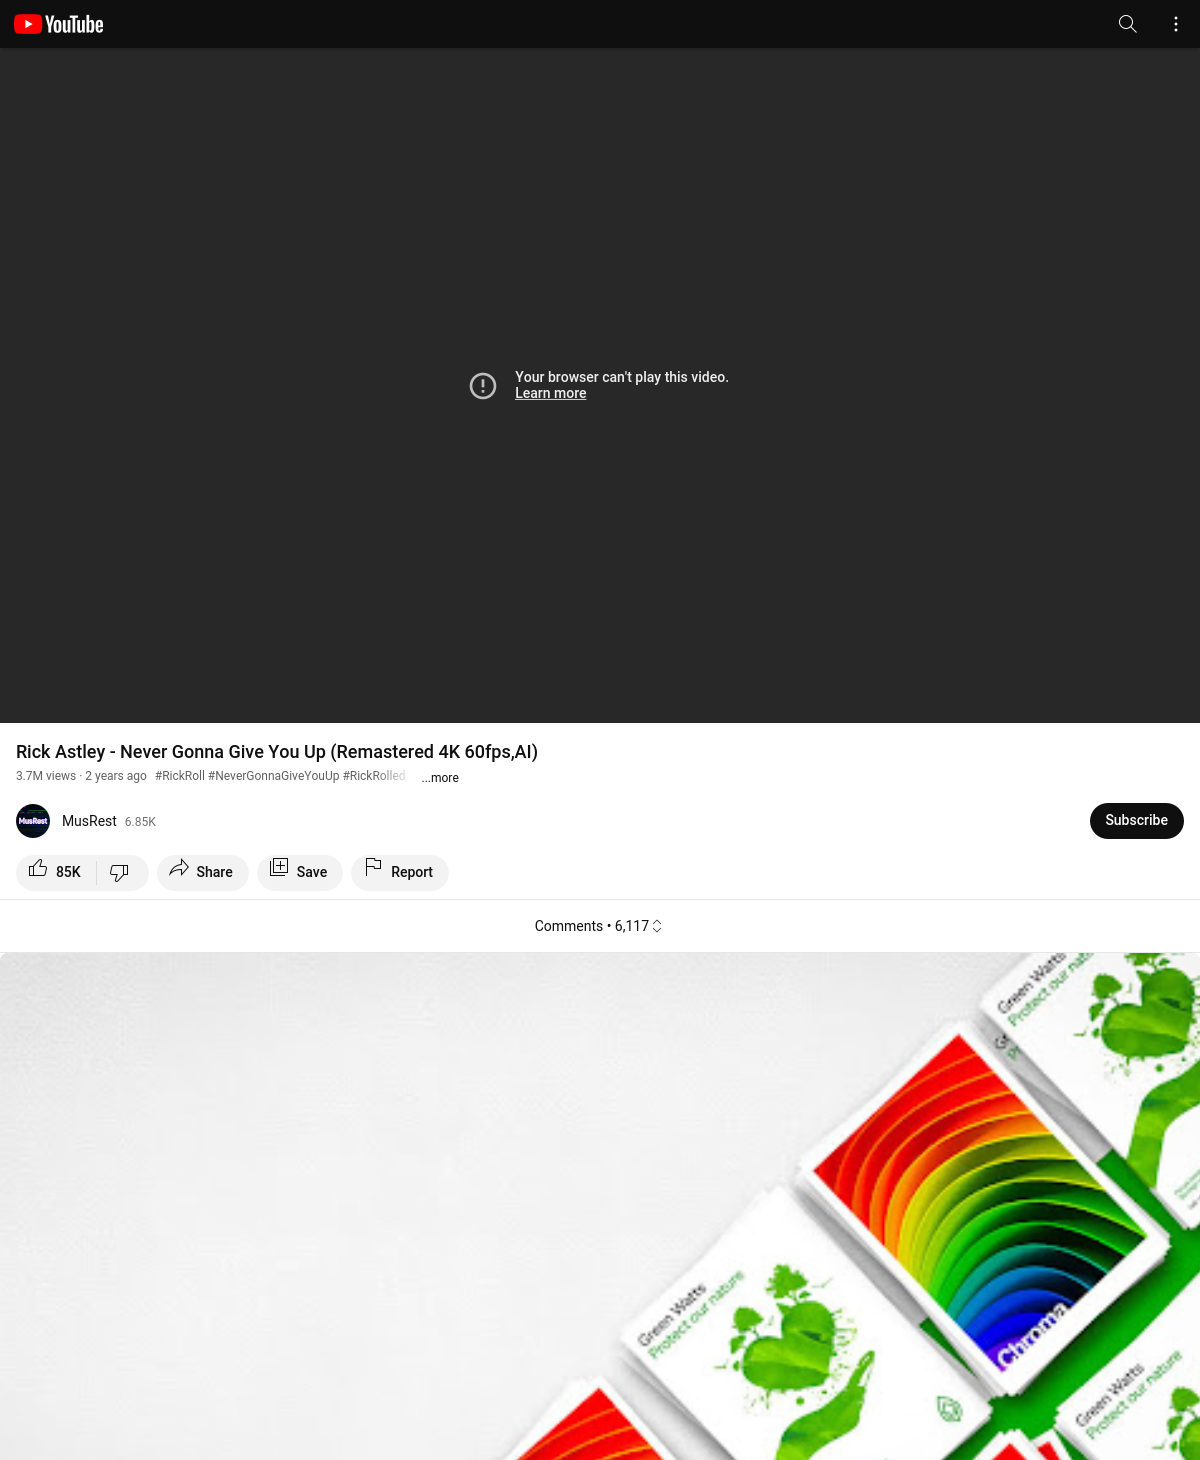 YouTube
Your browser can't play this video.
Learn more
Rick Astley - Never Gonna Give You Up (Remastered 4K 60fps,AI)
3.7M views · 2 years ago #RickRoll #NeverGonnaGiveYouUp #RickRolled ...more
MusRest
MusRest 6.85K
Subscribe
85K
Share
Save
Report
Comments • 6,117
Green Watts
Protect our nature
Chroma
Green Watts
Protect our nature
Green Watts
Protect our nature